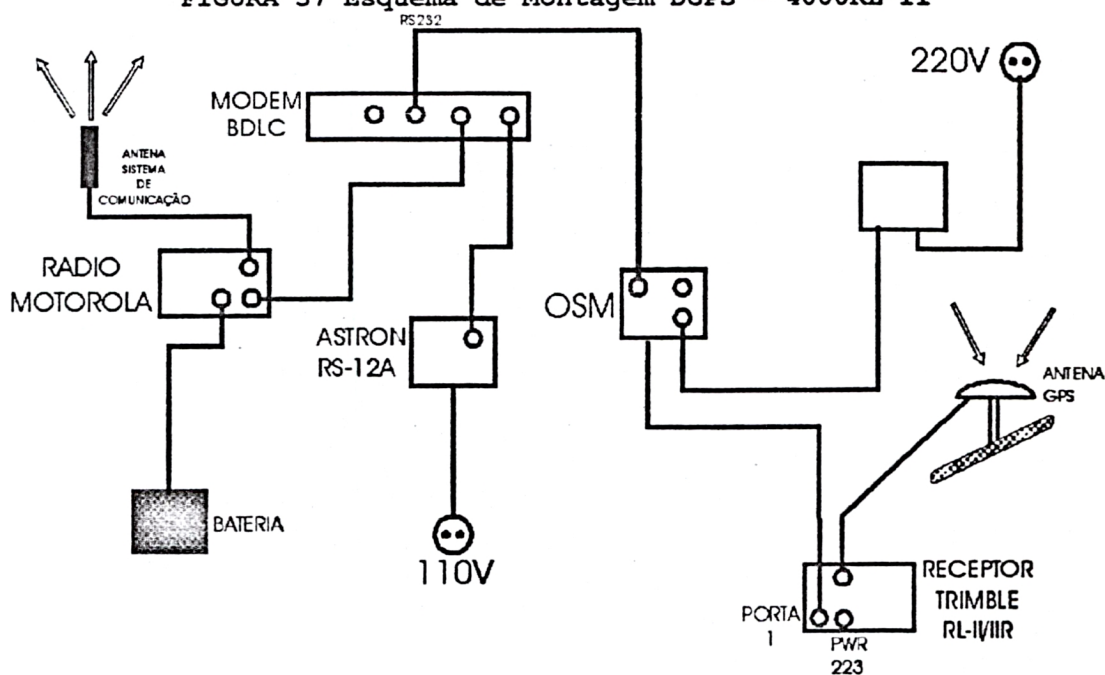 RS232
220V
MODEM
BDLC
ANTENA
SISTEMA
DE
COMUNICAÇÃO
RADIO
MOTOROLA
OSM
ASTRON
RS-12A
ANTENA
GPS
BATERIA
110V
RECEPTOR
TRIMBLE
RL-II/IIR
PORTA
1
PWR
223